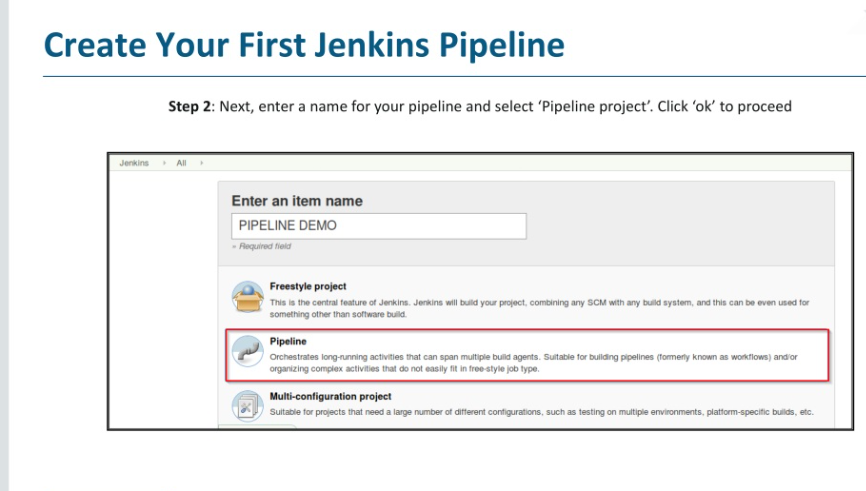 Create Your First Jenkins Pipeline
Step 2: Next, enter a name for your pipeline and select ‘Pipeline project’. Click ‘ok’ to proceed
Jenkins › All ›
Enter an item name
PIPELINE DEMO
» Required field
Freestyle project
This is the central feature of Jenkins. Jenkins will build your project, combining any SCM with any build system, and this can be even used for
something other than software build.
Pipeline
Orchestrates long-running activities that can span multiple build agents. Suitable for building pipelines (formerly known as workflows) and/or
organizing complex activities that do not easily fit in free-style job type.
Multi-configuration project
Suitable for projects that need a large number of different configurations, such as testing on multiple environments, platform-specific builds, etc.